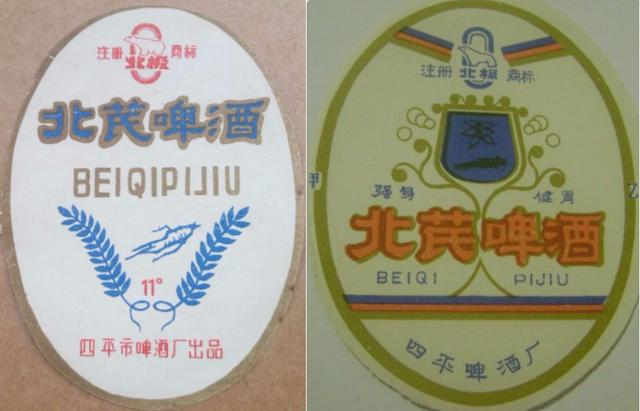 注册 北极 商标
北芪啤酒
BEIQIPIJIU
11°
四平市啤酒厂出品
注册 北极 商标
甲
乙
强身 健胃
北芪啤酒
BEIQI PIJIU
四平啤酒厂